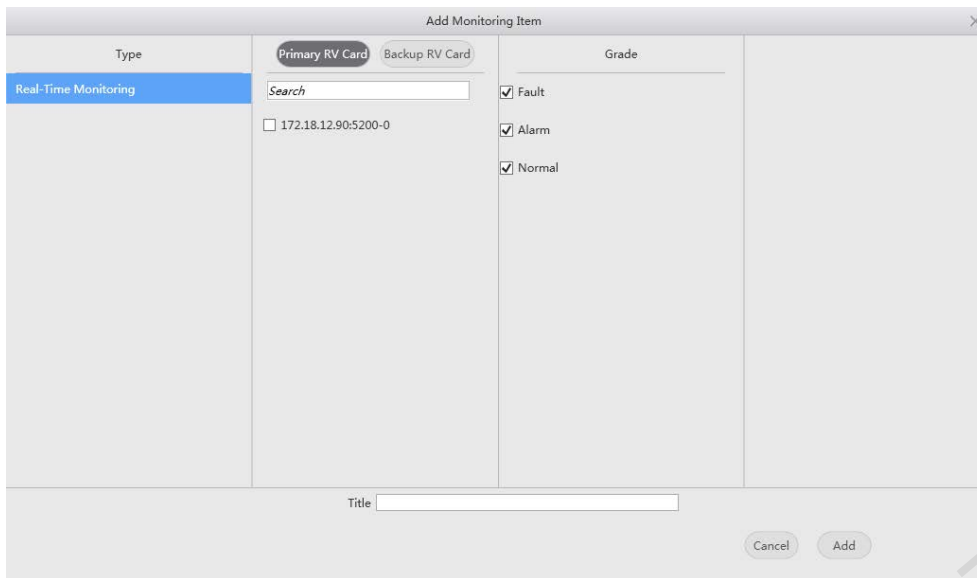 Add Monitoring Item
Type
Primary RV Card
Backup RV Card
Grade
Real-Time Monitoring
Search
Fault
172.18.12.90:5200-0
Alarm
Normal
Title
Cancel
Add